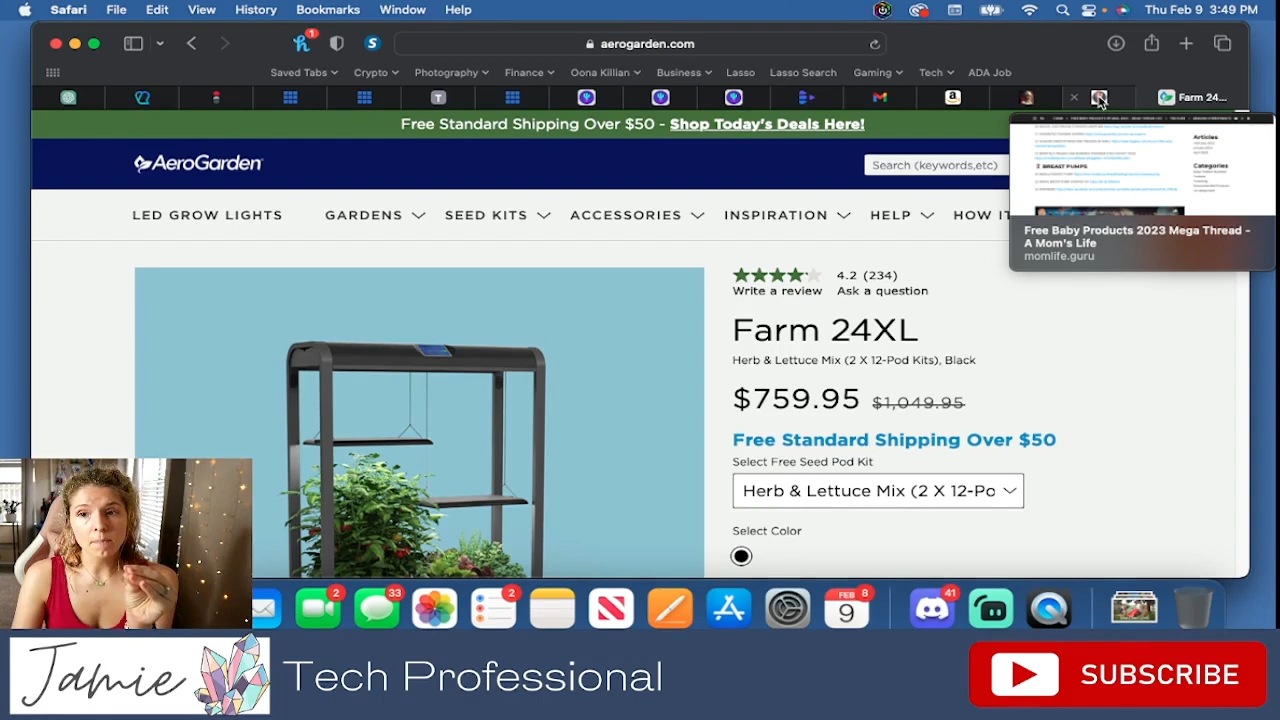 Safari File Edit View History Bookmarks Window Help Thu Feb 9 3:49 PM
1
aerogarden.com
Saved Tabs Crypto Photography Finance Oona Killian Business Lasso Lasso Search Gaming Tech ADA Job
Farm 24...
Free Standard Shipping Over $50 - Shop Today's Deals Now!
AeroGarden
search (keywords,etc)
Articles
Categories
BREAST PUMPS
LED GROW LIGHTS
ACCESSORIES INSPIRATION HELP HOW IT
Free Baby Products 2023 Mega Thread -
A Mom's Life
momlife.guru
4.2 (234)
Write a review Ask a question
Farm 24XL
Herb & Lettuce Mix (2 X 12-Pod Kits), Black
$759.95 $1,049.95
Free Standard Shipping Over $50
Select Free Seed Pod Kit
Herb & Lettuce Mix (2 X 12-Po
Select Color
2 33 2 FEB 8 41
9
Jamie Tech Professional SUBSCRIBE